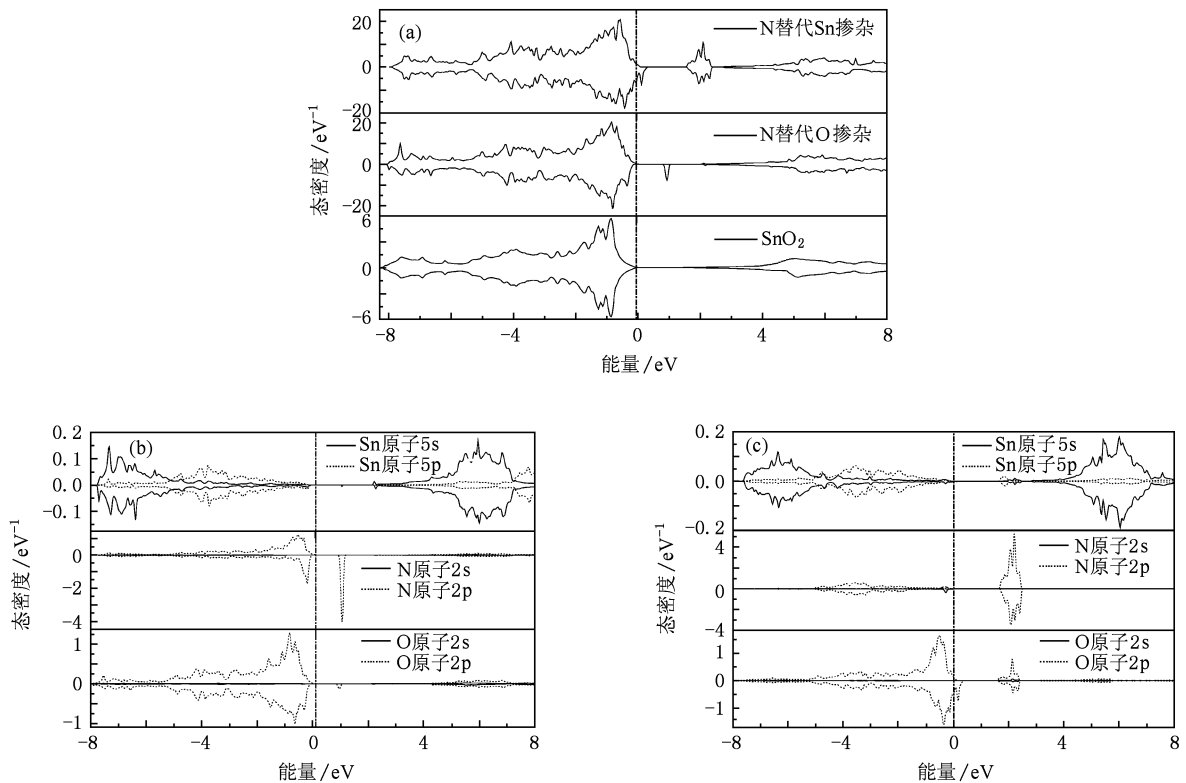 (a)
N替代Sn掺杂
20
0
−20
N替代O掺杂
20
0
−20
SnO₂
6
0
−6
态密度/eV⁻¹
−8
−4
0
4
8
能量/eV
(b)
Sn原子5s
Sn原子5p
0.2
0.1
0.0
−0.1
N原子2s
N原子2p
0
−2
−4
O原子2s
O原子2p
1
0
−1
态密度/eV⁻¹
−8
−4
0
4
8
能量/eV
(c)
Sn原子5s
Sn原子5p
0.2
0.0
−0.2
N原子2s
N原子2p
4
0
−4
O原子2s
O原子2p
1
0
−1
态密度/eV⁻¹
−8
−4
0
4
8
能量/eV